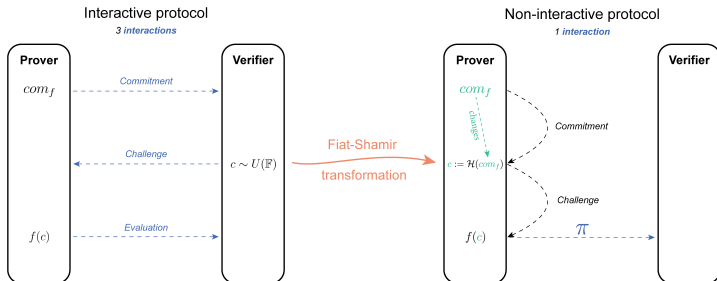 Interactive protocol
3 interactions
Prover
Verifier
com_f
Commitment
Challenge
c ∼ U(𝔽)
f(c)
Evaluation
Fiat-Shamir
transformation
Non-interactive protocol
1 interaction
Prover
Verifier
com_f
changes
Commitment
c := ℋ(com_f)
Challenge
f(c)
π